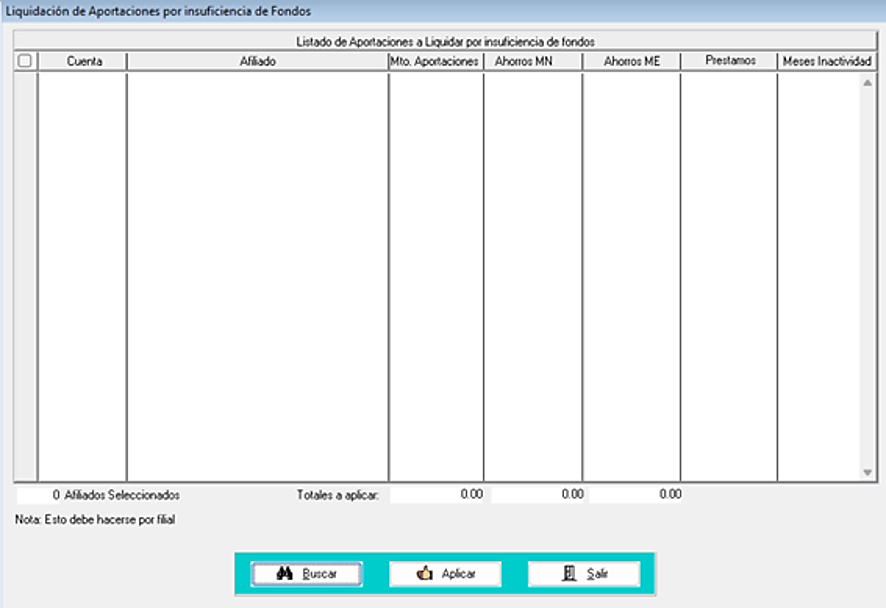 Liquidación de Aportaciones por insuficiencia de Fondos
Listado de Aportaciones a Liquidar por insuficiencia de fondos
Cuenta Afiliado Mto. Aportaciones Ahorros MN Ahorros ME Prestamos Meses Inactividad
0 Afiliados Seleccionados Totales a aplicar: 0.00 0.00 0.00
Nota: Esto debe hacerse por filial
Buscar Aplicar Salir